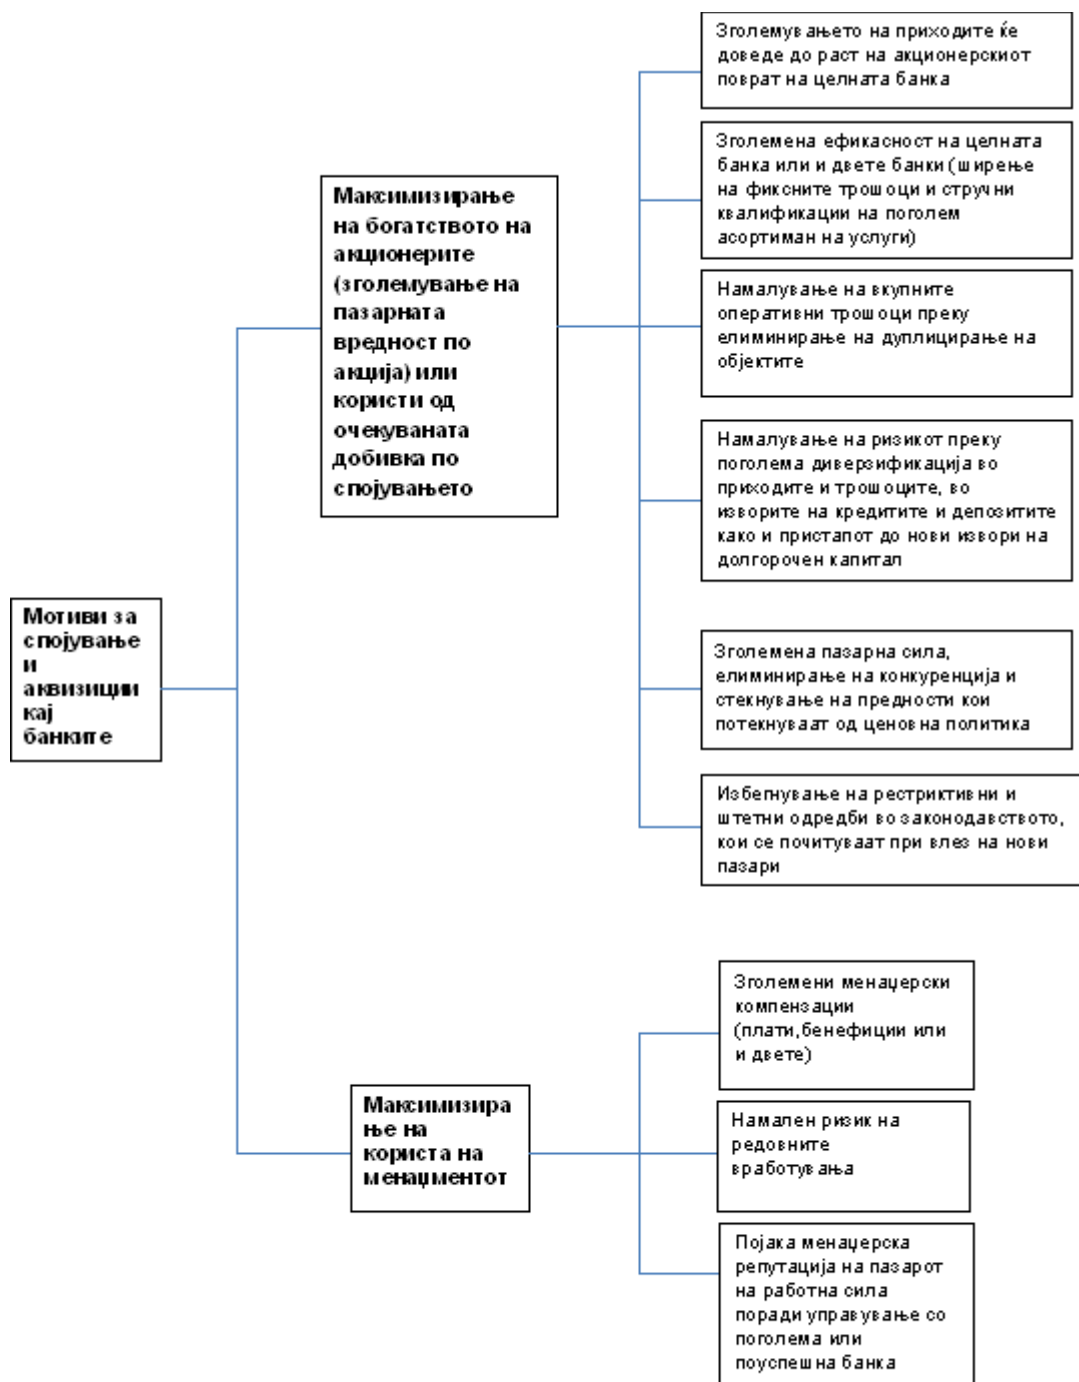 Мотиви за
спојување
и
аквизиции
кај
банките
Максимизирање
на богатството на
акционерите
(зголемување на
пазарната
вредност по
акција) или
користи од
очекуваната
добивка по
спојувањето
Зголемувањето на приходите ќе
доведе до раст на акционерскиот
поврат на целната банка
Зголемена ефикасност на целната
банка или и двете банки (ширење
на фиксните трошоци и стручни
квалификации на поголем
асортиман на услуги)
Намалување на вкупните
оперативни трошоци преку
елиминирање на дуплицирање на
објектите
Намалување на ризикот преку
поголема диверзификација во
приходите и трошоците, во
изворите на кредитите и депозитите
како и пристапот до нови извори на
долгорочен капитал
Зголемена пазарна сила,
елиминирање на конкуренција и
стекнување на предности кои
потекнуваат од ценовна политика
Избегнување на рестриктивни и
штетни одредби во законодавството,
кои се почитуваат при влез на нови
пазари
Максимизира
ње на
користа на
менаџментот
Зголемени менаџерски
компензации
(плати,бенефиции или
и двете)
Намален ризик на
редовните
вработувања
Појака менаџерска
репутација на пазарот
на работна сила
поради управување со
поголема или
поуспешна банка